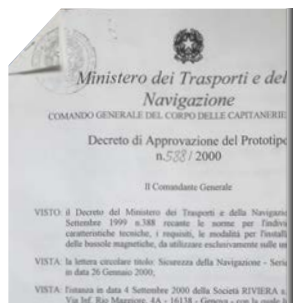 Ministero dei Trasporti e del
Navigazione
COMANDO GENERALE DEL CORPO DELLE CAPITANERIE
Decreto di Approvazione del Prototipo
n.588/2000
Il Comandante Generale
VISTO il Decreto del Ministero dei Trasporti e della Navigazione
Settembre 1999 n.388 recante le norme per l'indivi
caratteristiche tecniche, i requisiti, le modalità per l'install
delle bussole magnetiche, da utilizzare esclusivamente sulle un
VISTA la lettera circolare titolo: Sicurezza della Navigazione - Serie
in data 26 Gennaio 2000;
VISTA l'istanza in data 4 Settembre 2000 della Società RIVIERA s.
Via Inf. Rio Maggiore, 4A - 16138 - Genova - con la quale